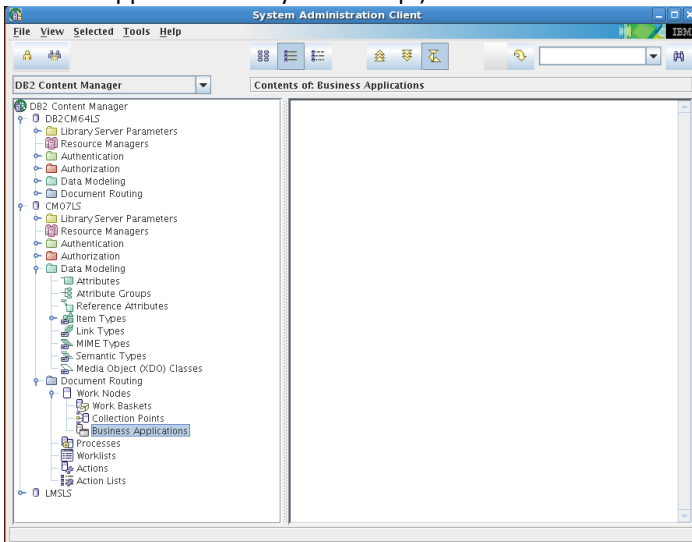 System Administration Client
File View Selected Tools Help
IBM
DB2 Content Manager
Contents of: Business Applications
DB2 Content Manager
DB2CM64LS
Library Server Parameters
Resource Managers
Authentication
Authorization
Data Modeling
Document Routing
CM07LS
Library Server Parameters
Resource Managers
Authentication
Authorization
Data Modeling
Attributes
Attribute Groups
Reference Attributes
Item Types
Link Types
MIME Types
Semantic Types
Media Object (XDO) Classes
Document Routing
Work Nodes
Work Baskets
Collection Points
Business Applications
Processes
Worklists
Actions
Action Lists
LMSLS